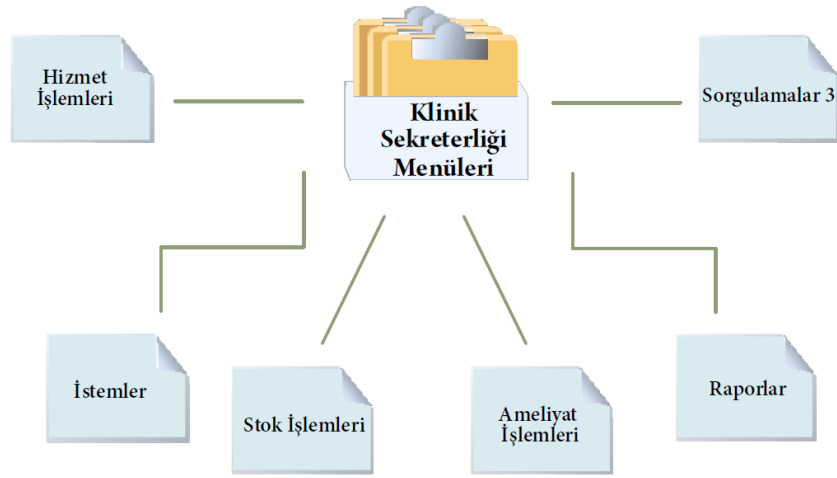 Hizmet
İşlemleri
Klinik
Sekreterliği
Menüleri
Sorgulamalar 3
İstemler
Stok İşlemleri
Ameliyat
İşlemleri
Raporlar